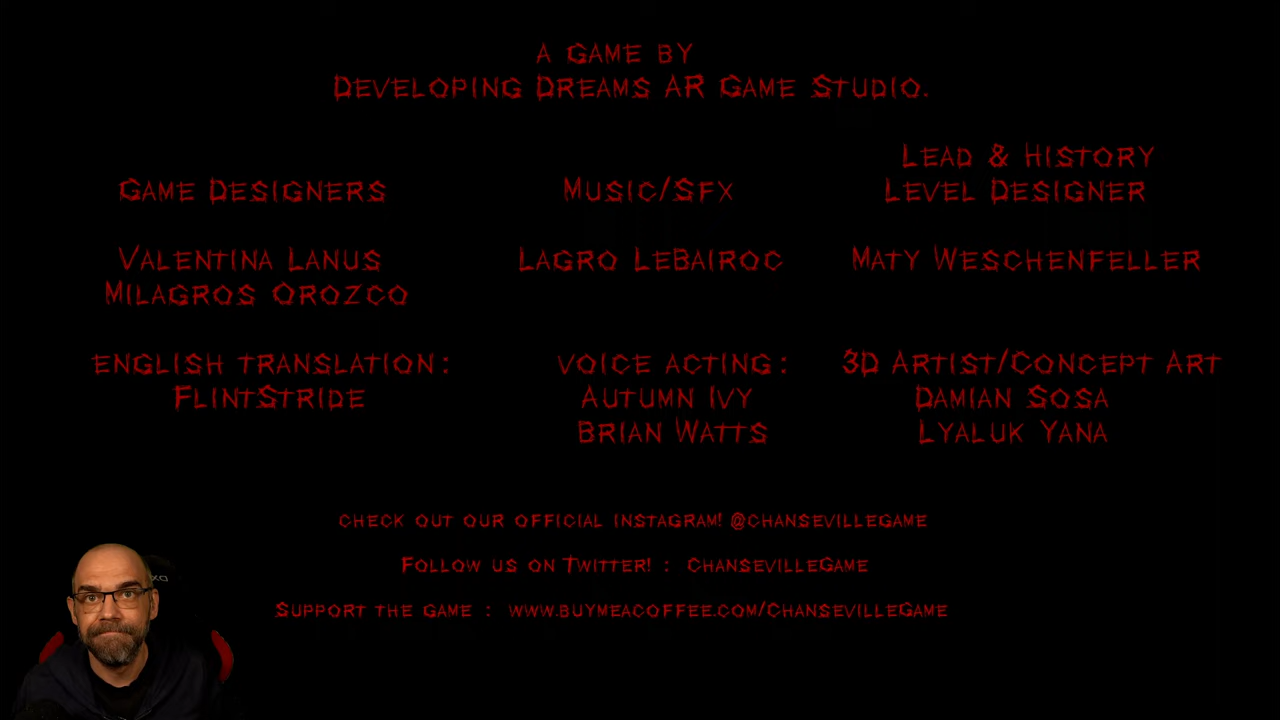 A Game by
Developing Dreams AR Game Studio.
Lead & History
Game Designers
Music/Sfx
Level Designer
Valentina Lanus
Lagro LeBairoc
Maty Weschenfeller
Milagros Orozco
English translation :
voice acting :
3D Artist/Concept Art
FlintStride
Autumn Ivy
Damian Sosa
Brian Watts
Lyaluk Yana
check out our official instagram! @chansevillegame
Follow us on Twitter! : ChansevilleGame
Support the game : www.buymeacoffee.com/ChansevilleGame